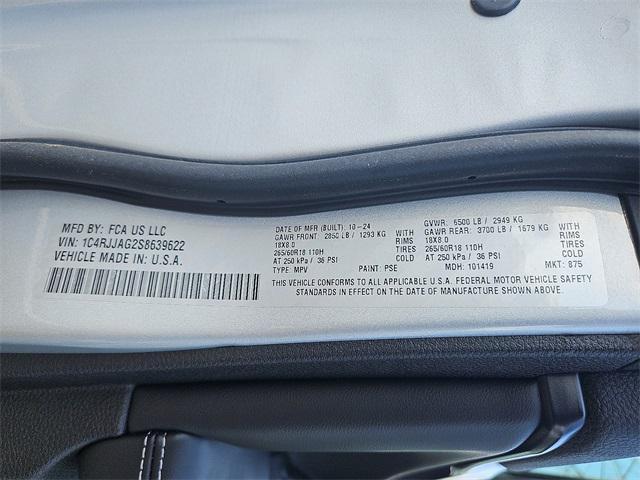 MFD BY: FCA US LLC
VIN: 1C4RJJAG2S8639622
VEHICLE MADE IN: U.S.A.
DATE OF MFR (BUILT): 10-24
GAWR FRONT: 2850 LB / 1293 KG WITH
18X8.0 RIMS
265/60R18 110H TIRES
AT 250 kPa / 36 PSI COLD
TYPE: MPV PAINT: PSE
GVWR: 6500 LB / 2949 KG
GAWR REAR: 3700 LB / 1679 KG WITH
18X8.0 RIMS
265/60R18 110H TIRES
AT 250 kPa / 36 PSI COLD
MDH: 101419 MKT: 875
THIS VEHICLE CONFORMS TO ALL APPLICABLE U.S.A. FEDERAL MOTOR VEHICLE SAFETY
STANDARDS IN EFFECT ON THE DATE OF MANUFACTURE SHOWN ABOVE.